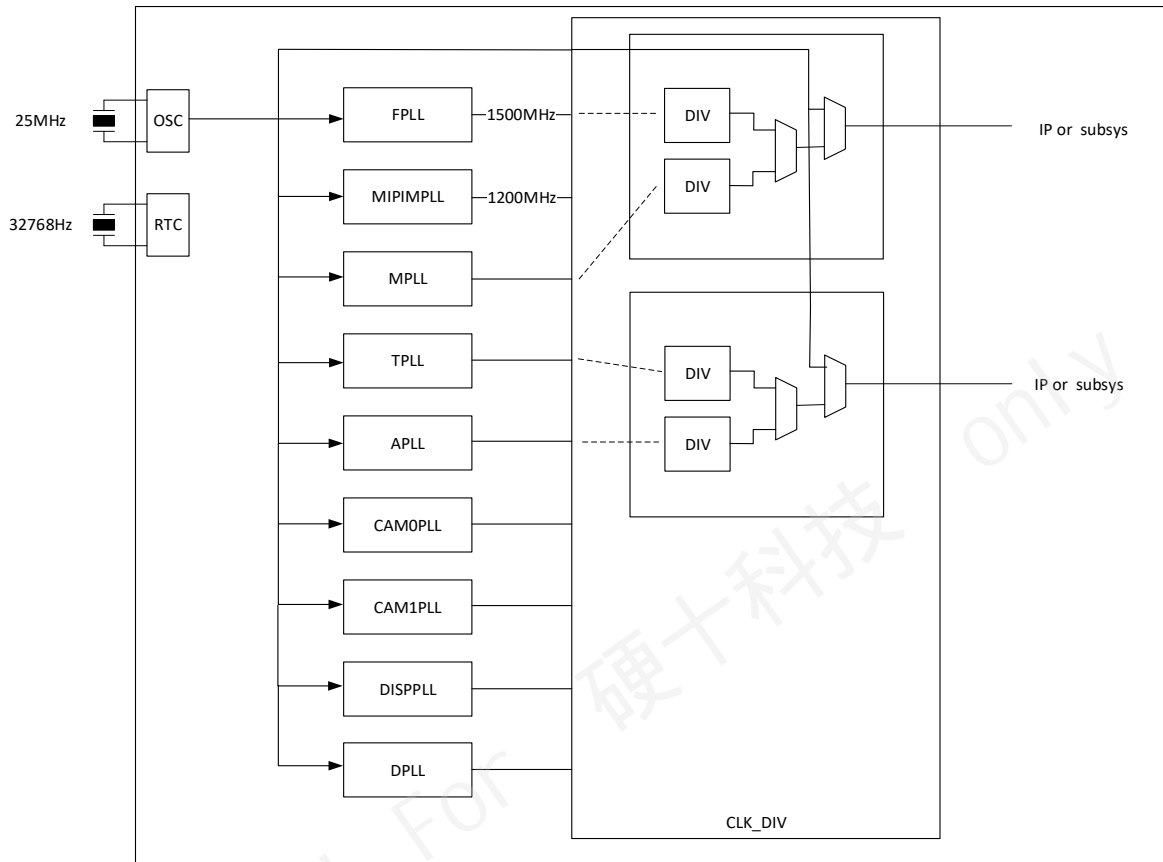 25MHz
OSC
FPLL
1500MHz
DIV
IP or subsys
DIV
MIPIMPLL
1200MHz
32768Hz
RTC
MPLL
TPLL
DIV
IP or subsys
APLL
DIV
CAM0PLL
CAM1PLL
DISPPLL
DPLL
CLK_DIV
For 硬十科技 only